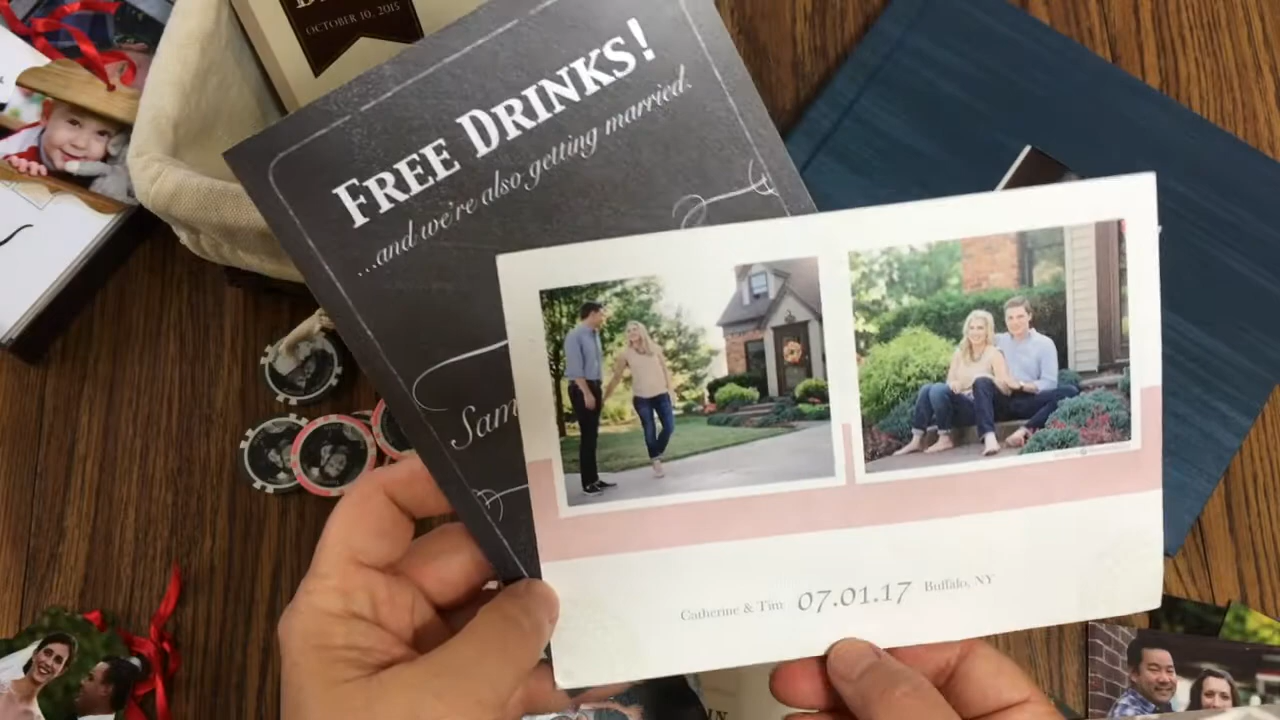 OCTOBER 10, 2015
FREE DRINKS!
...and we're also getting married.
Sam
Catherine & Tim 07.01.17 Buffalo, NY
IN